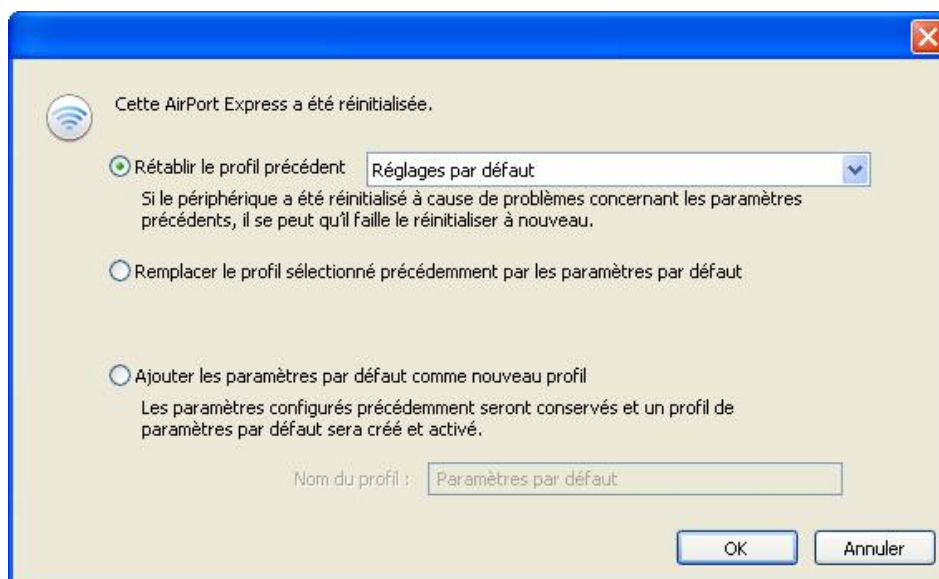 Cette AirPort Express a été réinitialisée.
Rétablir le profil précédent Réglages par défaut
Si le périphérique a été réinitialisé à cause de problèmes concernant les paramètres
précédents, il se peut qu'il faille le réinitialiser à nouveau.
Remplacer le profil sélectionné précédemment par les paramètres par défaut
Ajouter les paramètres par défaut comme nouveau profil
Les paramètres configurés précédemment seront conservés et un profil de
paramètres par défaut sera créé et activé.
Nom du profil : Paramètres par défaut
OK Annuler